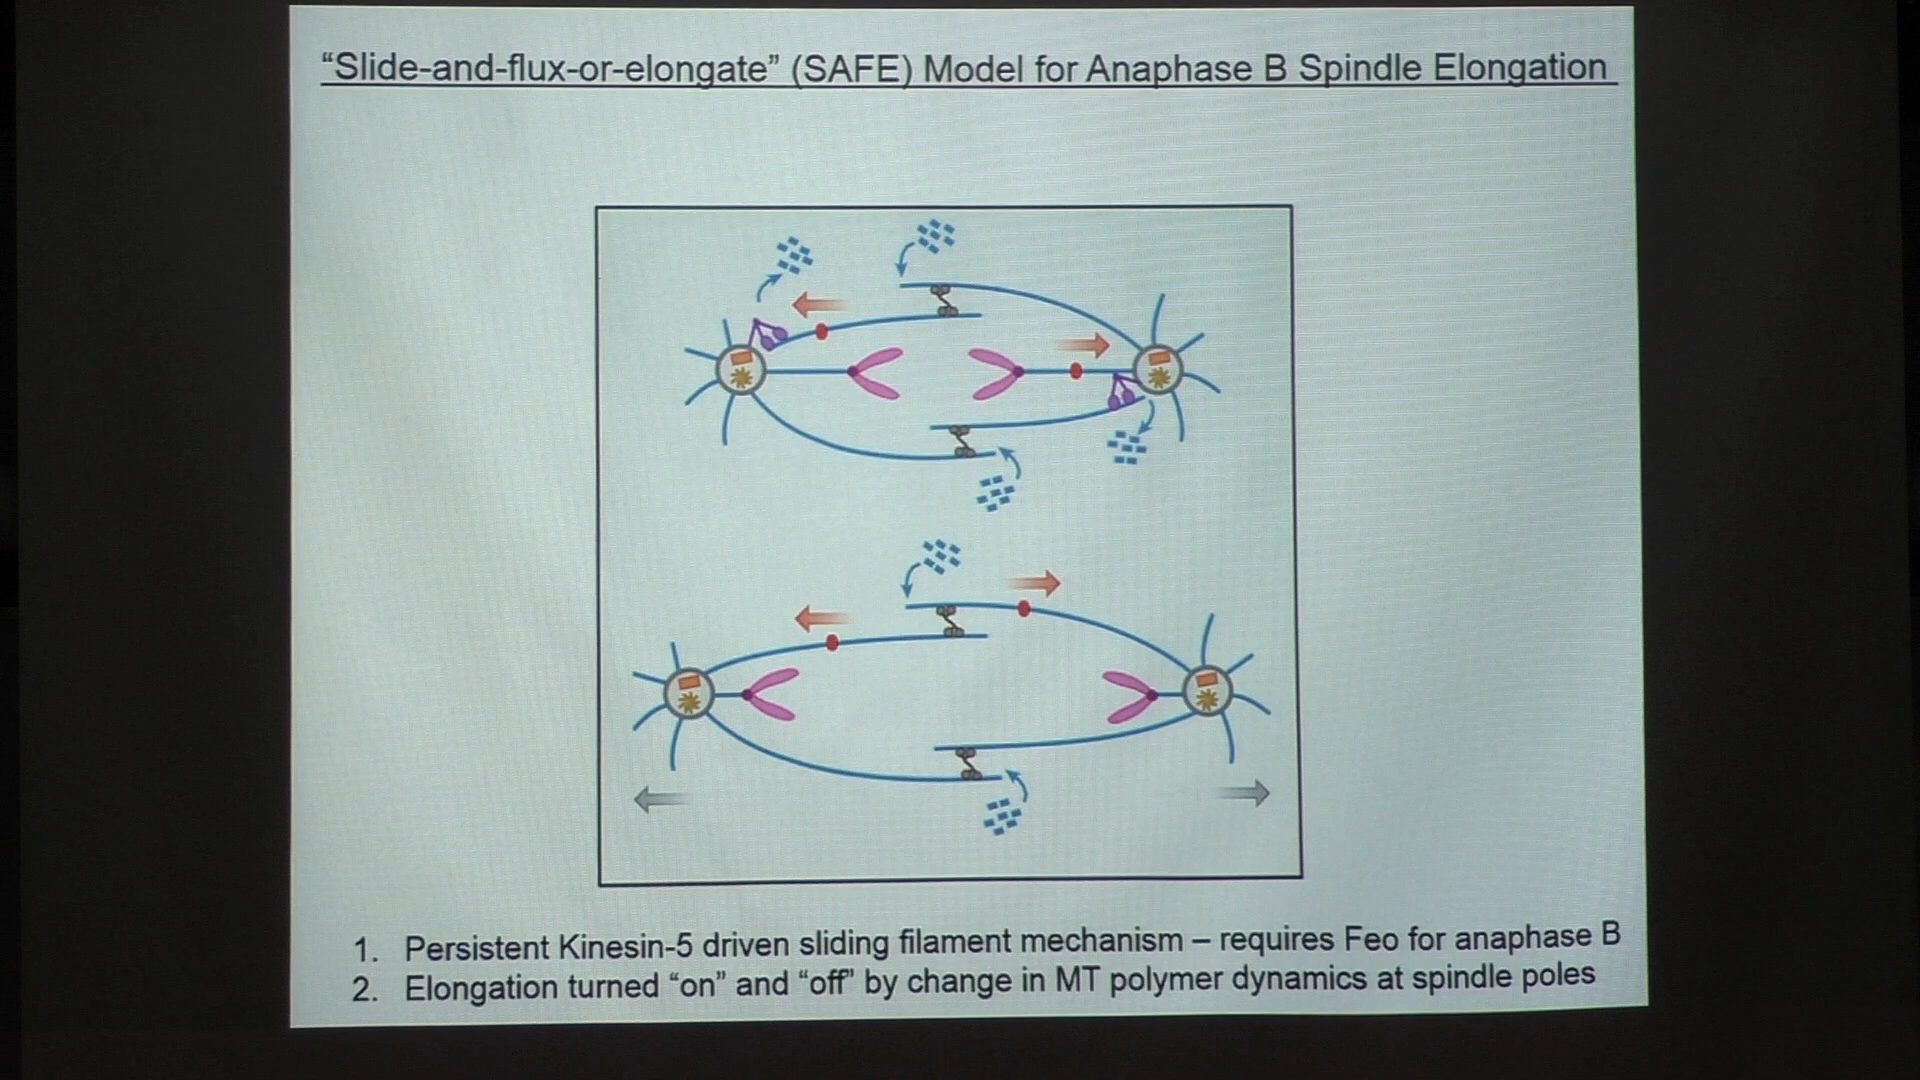 “Slide-and-flux-or-elongate” (SAFE) Model for Anaphase B Spindle Elongation
1. Persistent Kinesin-5 driven sliding filament mechanism – requires Feo for anaphase B
2. Elongation turned “on” and “off” by change in MT polymer dynamics at spindle poles